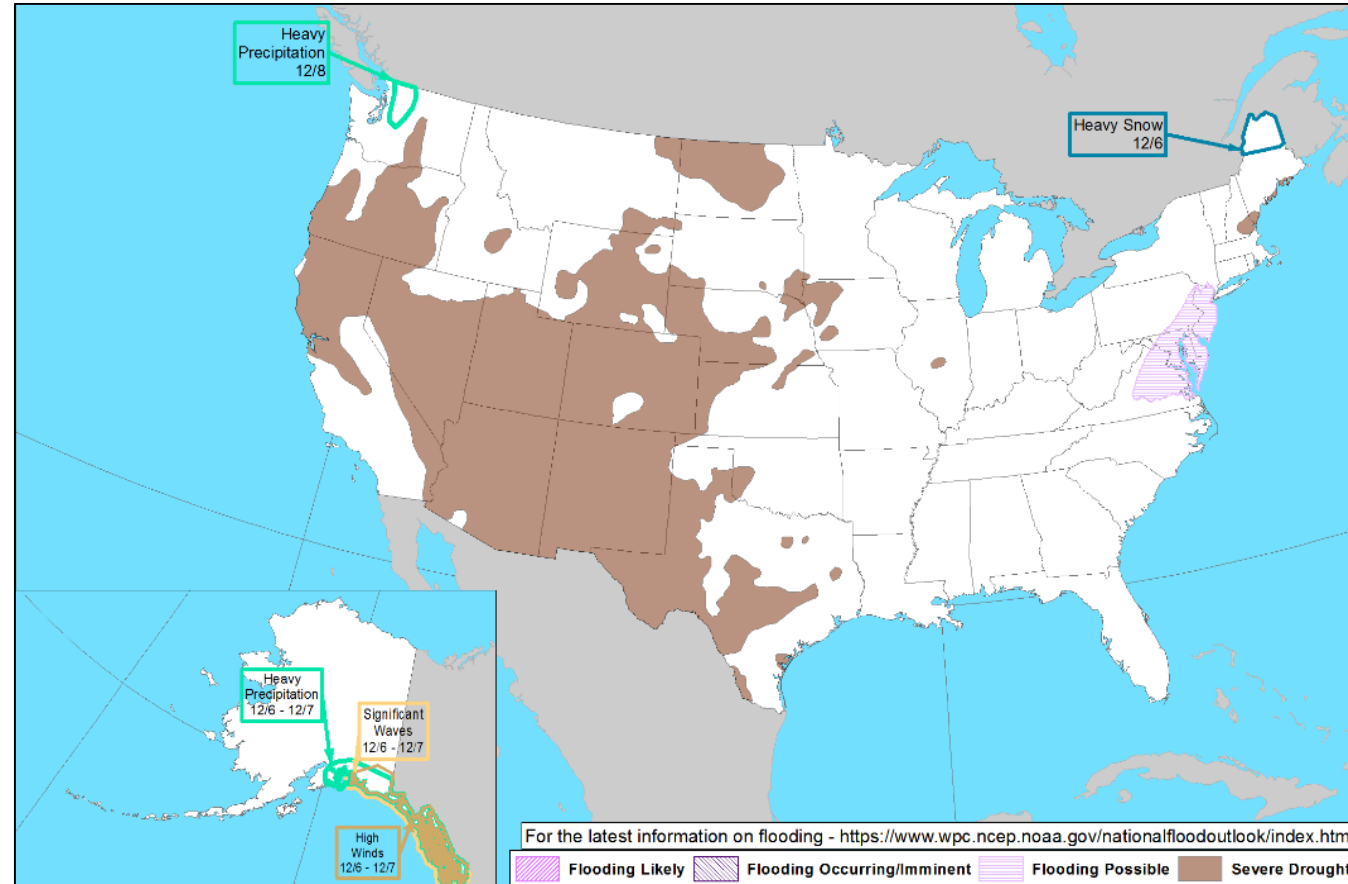 Heavy
Precipitation
12/8
Heavy Snow
12/6
Heavy
Precipitation
12/6 - 12/7
Significant
Waves
12/6 - 12/7
High
Winds
12/6 - 12/7
For the latest information on flooding - https://www.wpc.ncep.noaa.gov/nationalfloodoutlook/index.htm
Flooding Likely Flooding Occurring/Imminent Flooding Possible Severe Drought